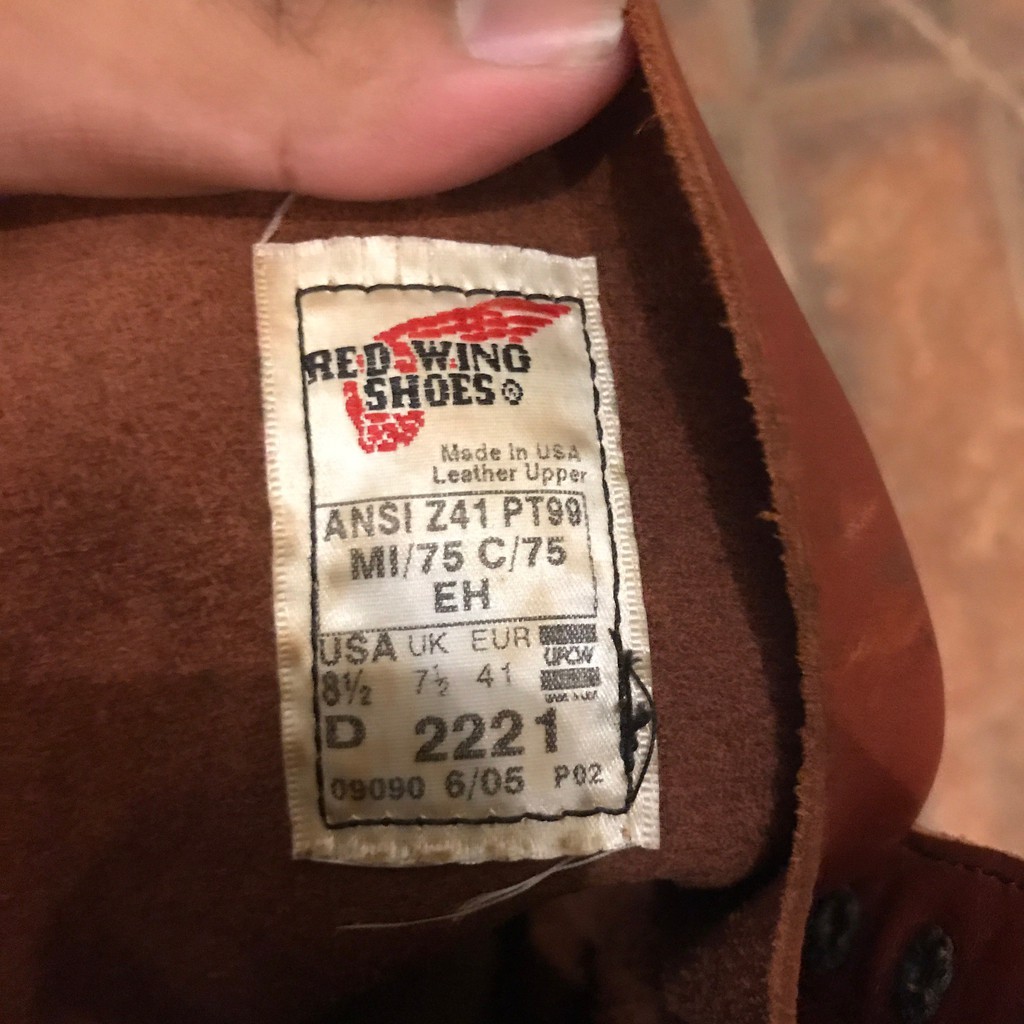 RED WING
SHOES ®
Made in USA
Leather Upper
ANSI Z41 PT99
MI/75 C/75
EH
USA UK EUR
8½ 7½ 41
D 2221
09090 6/05 P02